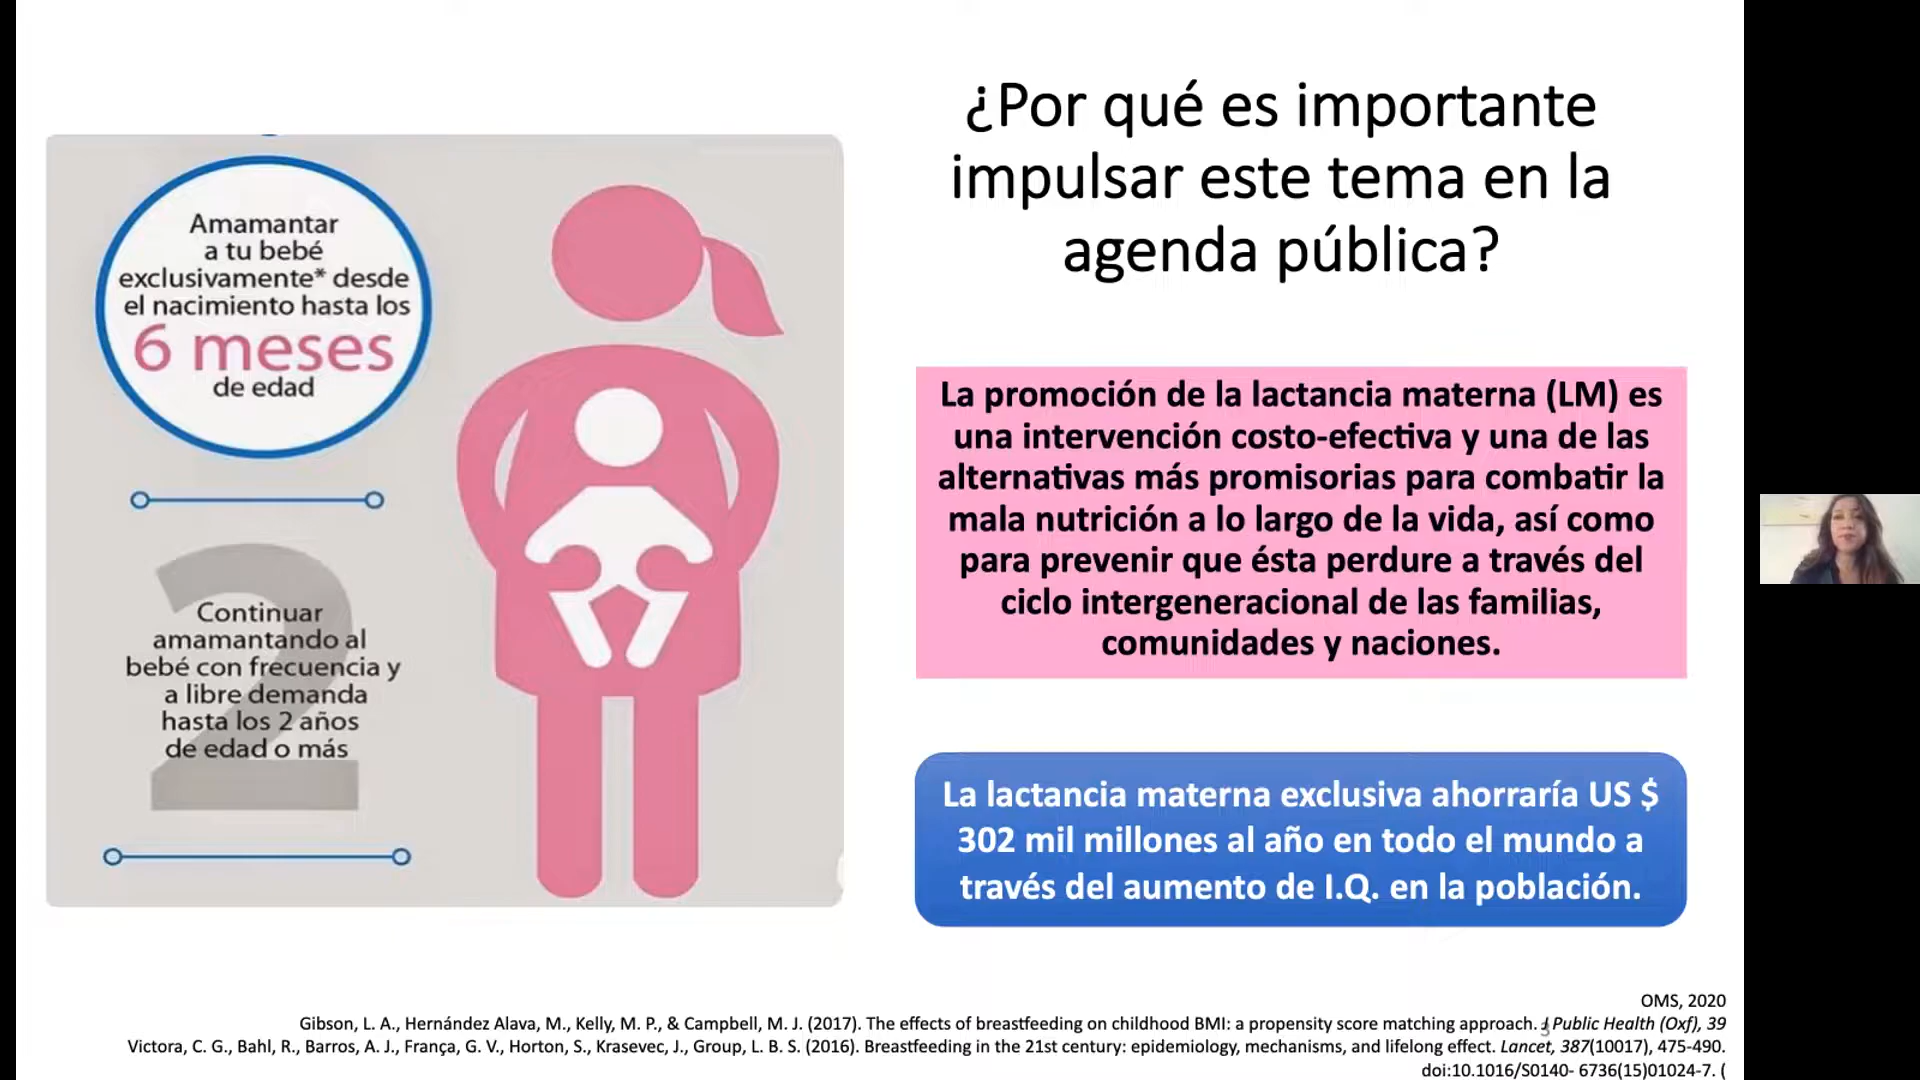 ¿Por qué es importante
impulsar este tema en la
agenda pública?
Amamantar
a tu bebé
exclusivamente* desde
el nacimiento hasta los
6 meses
de edad
2
Continuar
amamantando al
bebé con frecuencia y
a libre demanda
hasta los 2 años
de edad o más
La promoción de la lactancia materna (LM) es
una intervención costo-efectiva y una de las
alternativas más promisorias para combatir la
mala nutrición a lo largo de la vida, así como
para prevenir que ésta perdure a través del
ciclo intergeneracional de las familias,
comunidades y naciones.
La lactancia materna exclusiva ahorraría US $
302 mil millones al año en todo el mundo a
través del aumento de I.Q. en la población.
OMS, 2020
Gibson, L. A., Hernández Alava, M., Kelly, M. P., & Campbell, M. J. (2017). The effects of breastfeeding on childhood BMI: a propensity score matching approach. J Public Health (Oxf), 39
3
Victora, C. G., Bahl, R., Barros, A. J., França, G. V., Horton, S., Krasevec, J., Group, L. B. S. (2016). Breastfeeding in the 21st century: epidemiology, mechanisms, and lifelong effect. Lancet, 387(10017), 475-490.
doi:10.1016/S0140- 6736(15)01024-7. (